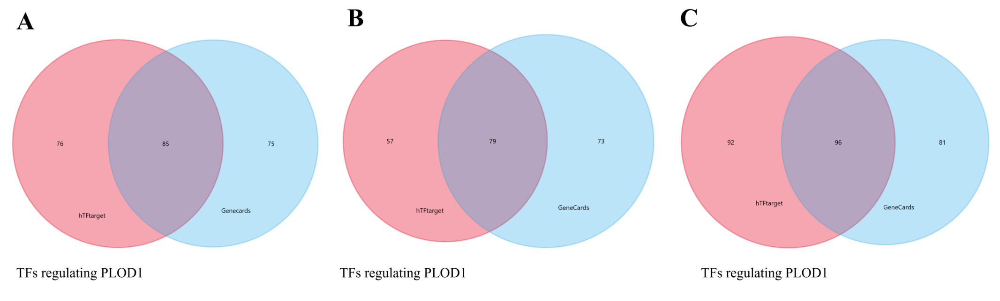 A
B
C
76
85
75
hTFtarget
Genecards
57
79
73
hTFtarget
GeneCards
92
96
81
hTFtarget
GeneCards
TFs regulating PLOD1
TFs regulating PLOD1
TFs regulating PLOD1